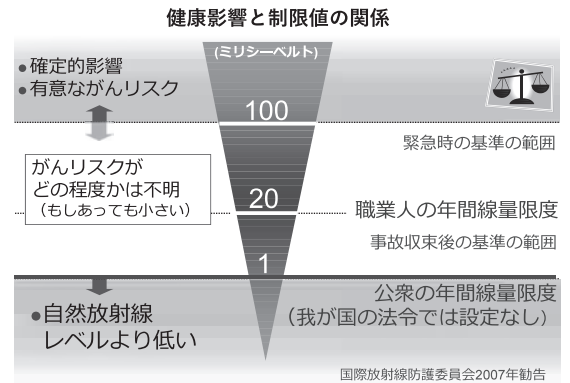 健康影響と制限値の関係
(ミリシーベルト)
●確定的影響
●有意ながんリスク
100
緊急時の基準の範囲
がんリスクが
どの程度かは不明
（もしあっても小さい）
20
職業人の年間線量限度
事故収束後の基準の範囲
1
公衆の年間線量限度
（我が国の法令では設定なし）
●自然放射線
レベルより低い
国際放射線防護委員会2007年勧告